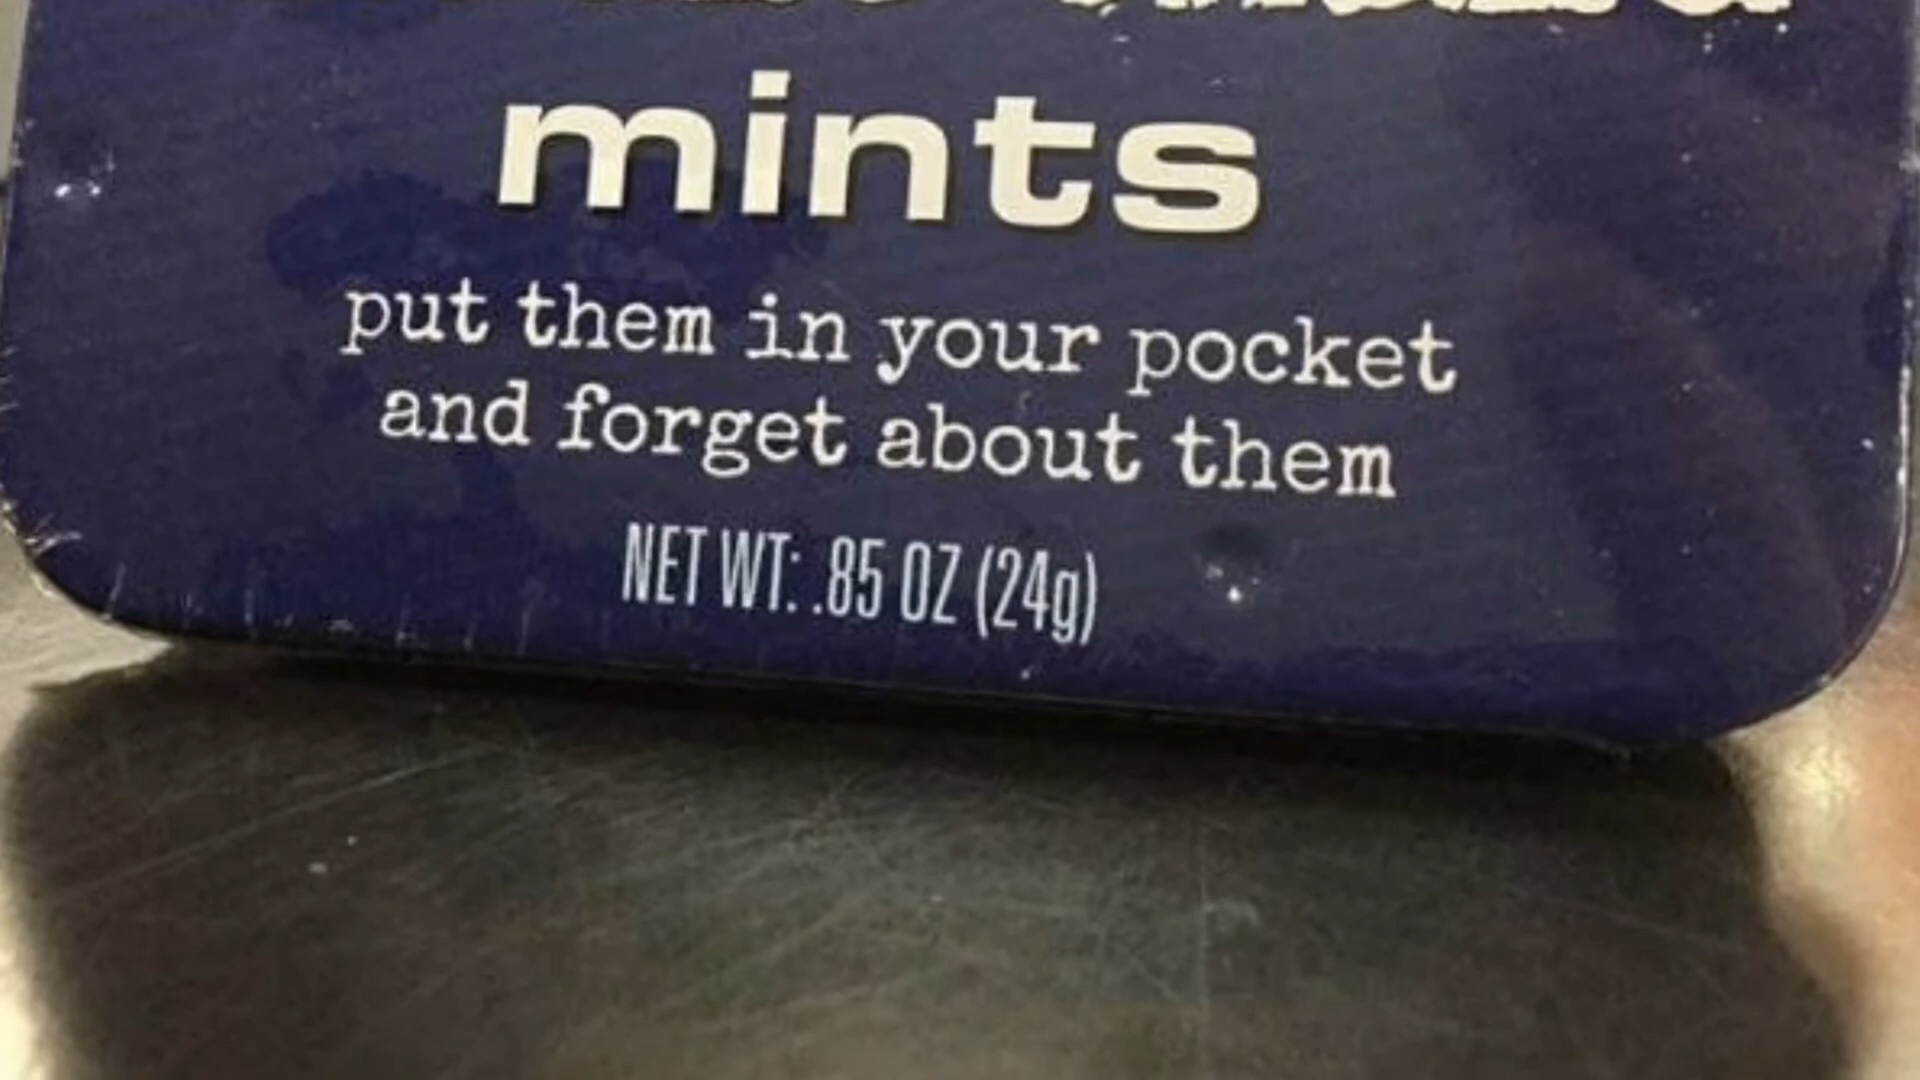 mints
put them in your pocket
and forget about them
NET WT: .85 OZ (24g)